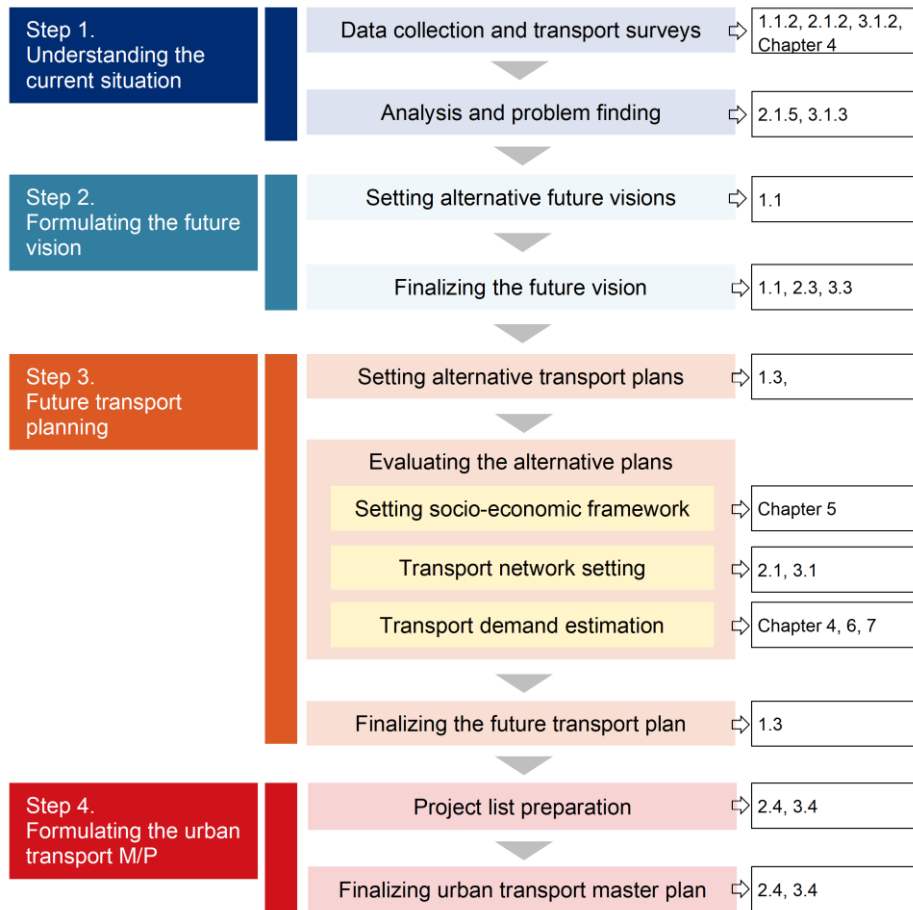 Step 1.
Understanding the
current situation
Data collection and transport surveys
1.1.2, 2.1.2, 3.1.2,
Chapter 4
Analysis and problem finding
2.1.5, 3.1.3
Step 2.
Formulating the future
vision
Setting alternative future visions
1.1
Finalizing the future vision
1.1, 2.3, 3.3
Step 3.
Future transport
planning
Setting alternative transport plans
1.3,
Evaluating the alternative plans
Setting socio-economic framework
Chapter 5
Transport network setting
2.1, 3.1
Transport demand estimation
Chapter 4, 6, 7
Finalizing the future transport plan
1.3
Step 4.
Formulating the urban
transport M/P
Project list preparation
2.4, 3.4
Finalizing urban transport master plan
2.4, 3.4